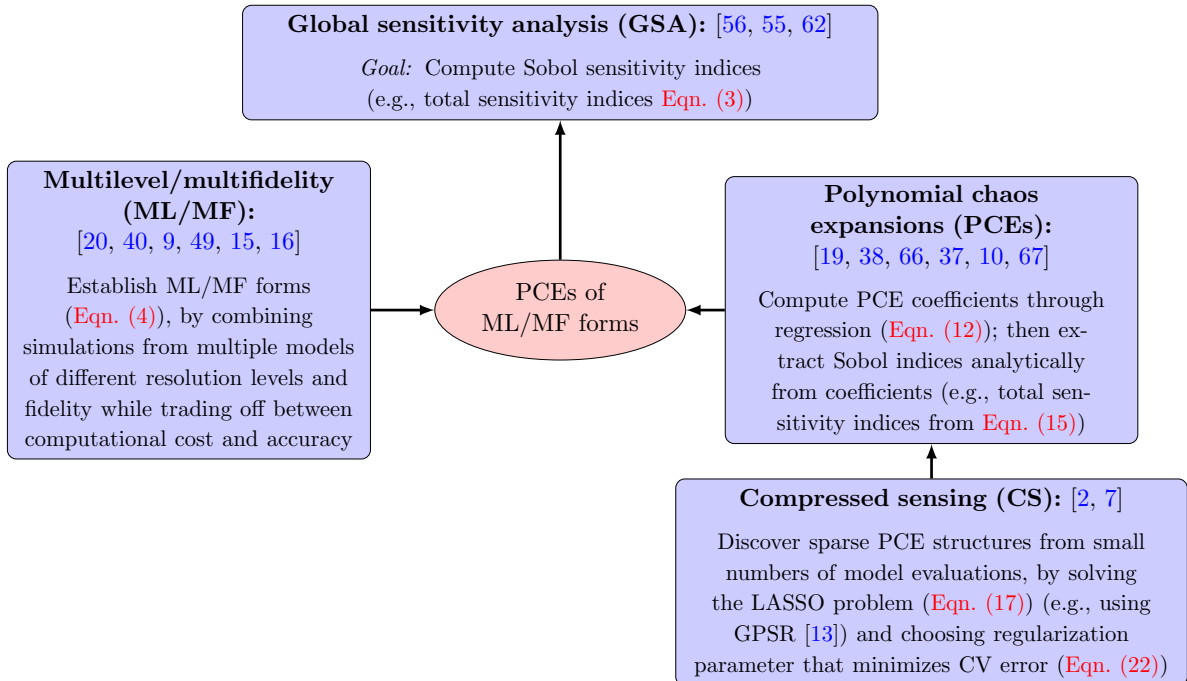 Global sensitivity analysis (GSA): [56, 55, 62]
Goal: Compute Sobol sensitivity indices
(e.g., total sensitivity indices Eqn. (3))
Multilevel/multifidelity
(ML/MF):
[20, 40, 9, 49, 15, 16]
Establish ML/MF forms
(Eqn. (4)), by combining
simulations from multiple models
of different resolution levels and
fidelity while trading off between
computational cost and accuracy
PCEs of
ML/MF forms
Polynomial chaos
expansions (PCEs):
[19, 38, 66, 37, 10, 67]
Compute PCE coefficients through
regression (Eqn. (12)); then ex-
tract Sobol indices analytically
from coefficients (e.g., total sen-
sitivity indices from Eqn. (15))
Compressed sensing (CS): [2, 7]
Discover sparse PCE structures from small
numbers of model evaluations, by solving
the LASSO problem (Eqn. (17)) (e.g., using
GPSR [13]) and choosing regularization
parameter that minimizes CV error (Eqn. (22))